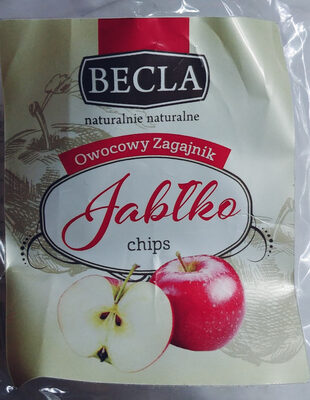 BECLA
naturalnie naturalne
Owocowy Zagajnik
Jabłko
chips